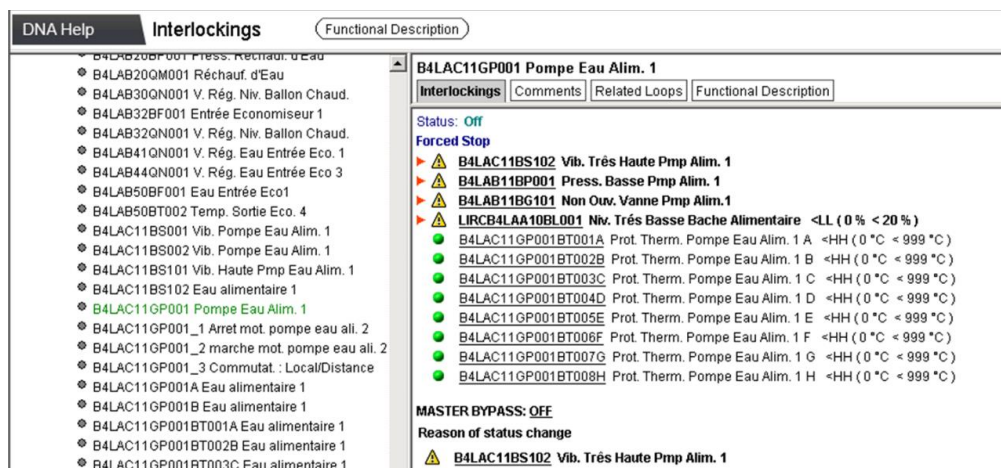 DNA Help
Interlockings
Functional Description
B4LAB20BF001 Press. Réchauf. d'Eau
B4LAB20QM001 Réchauf. d'Eau
B4LAB30QN001 V. Rég. Niv. Ballon Chaud.
B4LAB32BF001 Entrée Economiseur 1
B4LAB32QN001 V. Rég. Niv. Ballon Chaud.
B4LAB41QN001 V. Rég. Eau Entrée Eco. 1
B4LAB44QN001 V. Rég. Eau Entrée Eco 3
B4LAB50BF001 Eau Entrée Eco1
B4LAB50BT002 Temp. Sortie Eco. 4
B4LAC11BS001 Vib. Pompe Eau Alim. 1
B4LAC11BS002 Vib. Pompe Eau Alim. 1
B4LAC11BS101 Vib. Haute Pmp Eau Alim. 1
B4LAC11BS102 Eau alimentaire 1
B4LAC11GP001 Pompe Eau Alim. 1
B4LAC11GP001_1 Arret mot. pompe eau ali. 2
B4LAC11GP001_2 marche mot. pompe eau ali. 2
B4LAC11GP001_3 Commutat. : Local/Distance
B4LAC11GP001A Eau alimentaire 1
B4LAC11GP001B Eau alimentaire 1
B4LAC11GP001BT001A Eau alimentaire 1
B4LAC11GP001BT002B Eau alimentaire 1
B4LAC11GP001BT003C Eau alimentaire 1
B4LAC11GP001 Pompe Eau Alim. 1
Interlockings Comments Related Loops Functional Description
Status: Off
Forced Stop
B4LAC11BS102 Vib. Trés Haute Pmp Alim. 1
B4LAB11BP001 Press. Basse Pmp Alim. 1
B4LAB11BG101 Non Ouv. Vanne Pmp Alim.1
LIRCB4LAA10BL001 Niv. Trés Basse Bache Alimentaire <LL ( 0 % < 20 % )
B4LAC11GP001BT001A Prot. Therm. Pompe Eau Alim. 1 A <HH ( 0 °C < 999 °C )
B4LAC11GP001BT002B Prot. Therm. Pompe Eau Alim. 1 B <HH ( 0 °C < 999 °C )
B4LAC11GP001BT003C Prot. Therm. Pompe Eau Alim. 1 C <HH ( 0 °C < 999 °C )
B4LAC11GP001BT004D Prot. Therm. Pompe Eau Alim. 1 D <HH ( 0 °C < 999 °C )
B4LAC11GP001BT005E Prot. Therm. Pompe Eau Alim. 1 E <HH ( 0 °C < 999 °C )
B4LAC11GP001BT006F Prot. Therm. Pompe Eau Alim. 1 F <HH ( 0 °C < 999 °C )
B4LAC11GP001BT007G Prot. Therm. Pompe Eau Alim. 1 G <HH ( 0 °C < 999 °C )
B4LAC11GP001BT008H Prot. Therm. Pompe Eau Alim. 1 H <HH ( 0 °C < 999 °C )
MASTER BYPASS: OFF
Reason of status change
B4LAC11BS102 Vib. Trés Haute Pmp Alim. 1